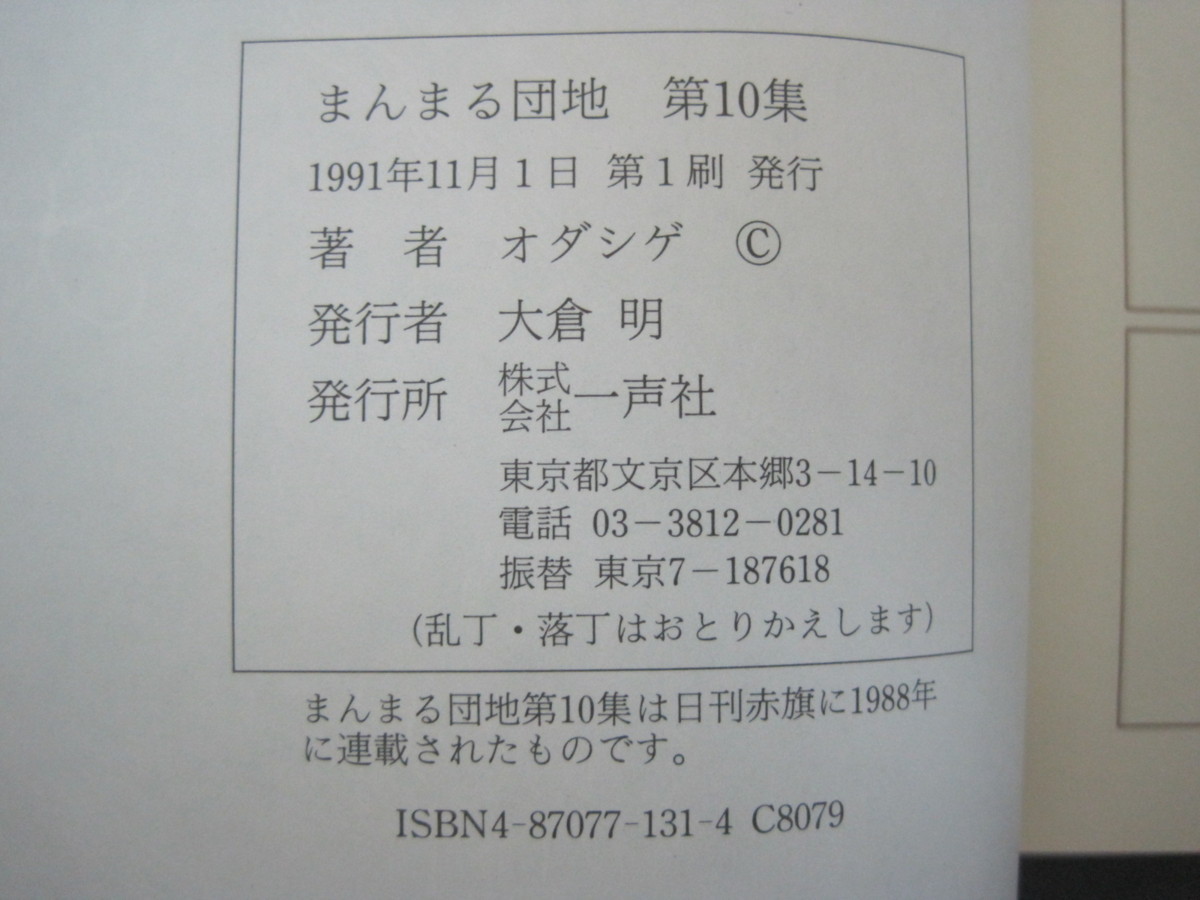 まんまる団地　第10集
1991年11月1日 第1刷 発行
著　者　オダシゲ　Ⓒ
発行者　大倉 明
発行所　株式会社一声社
東京都文京区本郷3－14－10
電話 03－3812－0281
振替 東京7－187618
(乱丁・落丁はおとりかえします)
まんまる団地第10集は日刊赤旗に1988年
に連載されたものです。
ISBN4-87077-131-4 C8079